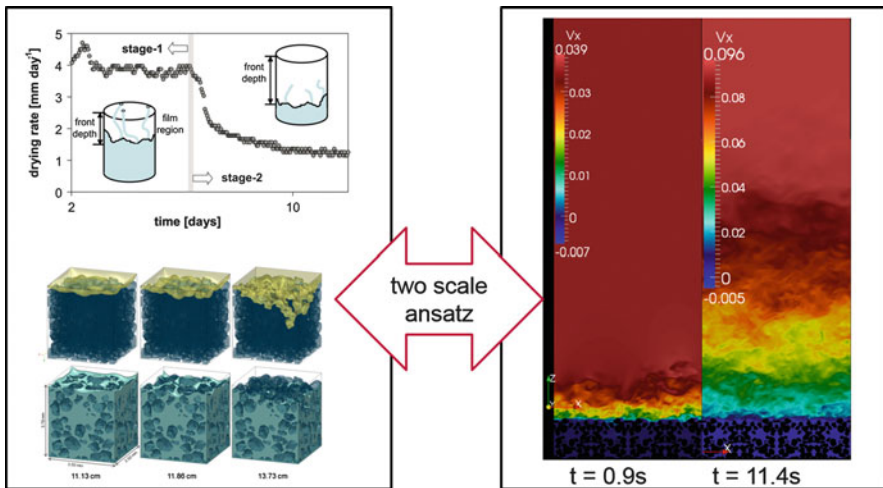 5
4
3
2
1
0
drying rate [mm day¹]
stage-1
front
depth
film
region
front
depth
stage-2
2
10
time [days]
11.13 cm
11.86 cm
13.73 cm
two scale
ansatz
Vx
0.039
0.03
0.02
0.01
0
-0.007
Vx
0.096
0.08
0.06
0.04
0.02
0
-0.005
Z
Y
X
X
t = 0.9s
t = 11.4s